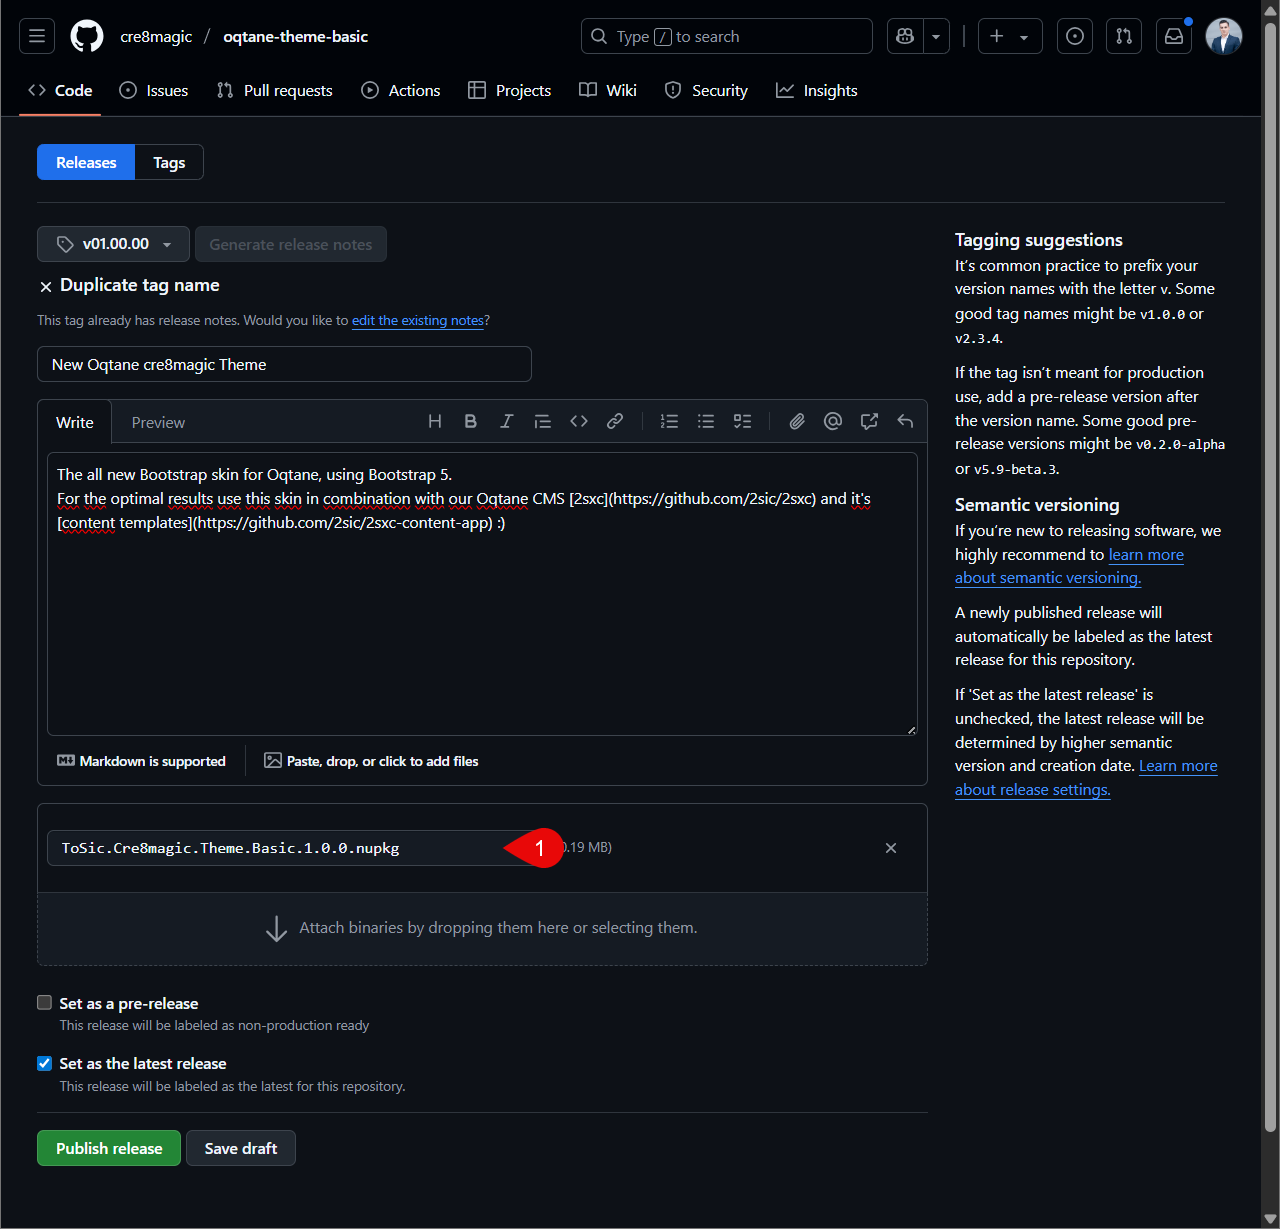 cre8magic / oqtane-theme-basic
Type / to search
Code
Issues
Pull requests
Actions
Projects
Wiki
Security
Insights
Releases
Tags
v01.00.00
Generate release notes
Duplicate tag name
This tag already has release notes. Would you like to edit the existing notes?
New Oqtane cre8magic Theme
Write
Preview
The all new Bootstrap skin for Oqtane, using Bootstrap 5.
For the optimal results use this skin in combination with our Oqtane CMS [2sxc](https://github.com/2sic/2sxc) and it's
[content templates](https://github.com/2sic/2sxc-content-app) :)
Markdown is supported
Paste, drop, or click to add files
ToSic.Cre8magic.Theme.Basic.1.0.0.nupkg
1
0.19 MB)
Attach binaries by dropping them here or selecting them.
Set as a pre-release
This release will be labeled as non-production ready
Set as the latest release
This release will be labeled as the latest for this repository.
Publish release
Save draft
Tagging suggestions
It’s common practice to prefix your
version names with the letter v. Some
good tag names might be v1.0.0 or
v2.3.4.
If the tag isn’t meant for production
use, add a pre-release version after
the version name. Some good pre-
release versions might be v0.2.0-alpha
or v5.9-beta.3.
Semantic versioning
If you’re new to releasing software, we
highly recommend to learn more
about semantic versioning.
A newly published release will
automatically be labeled as the latest
release for this repository.
If 'Set as the latest release' is
unchecked, the latest release will be
determined by higher semantic
version and creation date. Learn more
about release settings.